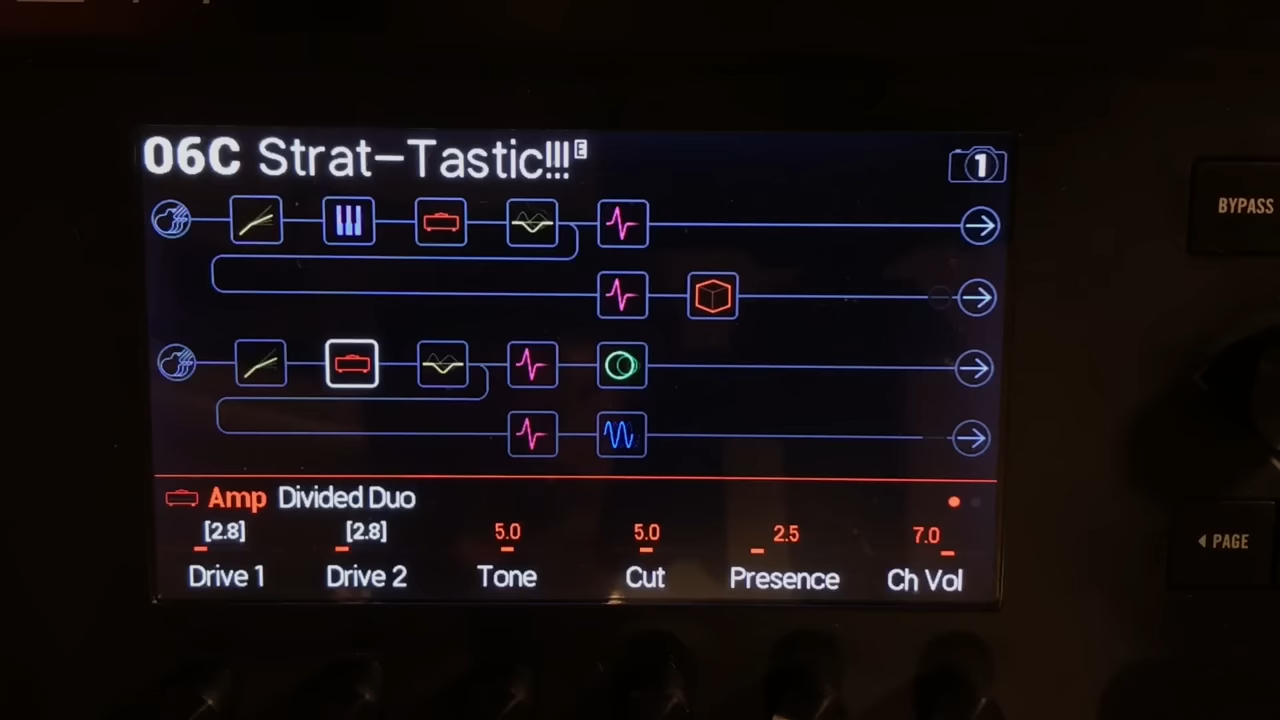 06C Strat-Tastic!!! E
1
BYPASS
Amp Divided Duo
[2.8] [2.8] 5.0 5.0 2.5 7.0
Drive 1 Drive 2 Tone Cut Presence Ch Vol
PAGE